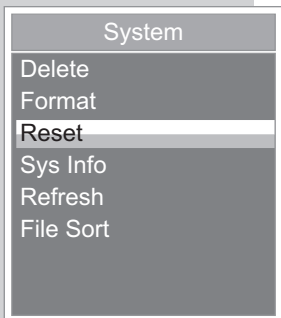 System
Delete
Format
Reset
Sys Info
Refresh
File Sort